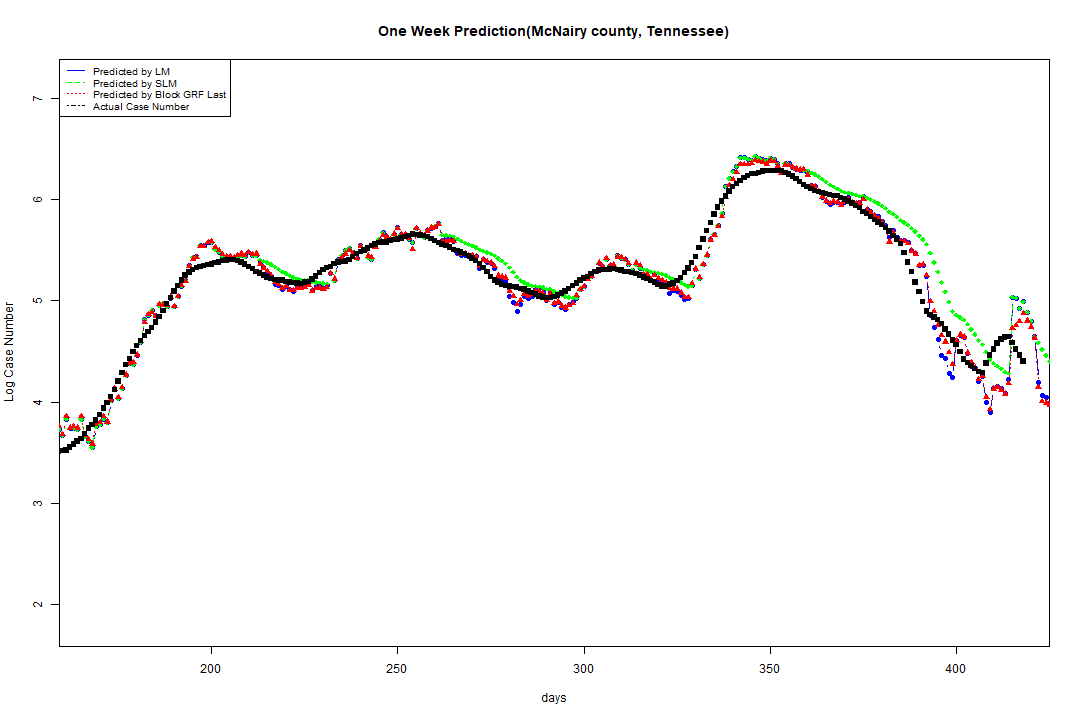 One Week Prediction(McNairy county, Tennessee)
Predicted by LM
Predicted by SLM
Predicted by Block GRF Last
Actual Case Number
7
6
5
4
3
2
Log Case Number
200 250 300 350 400
days